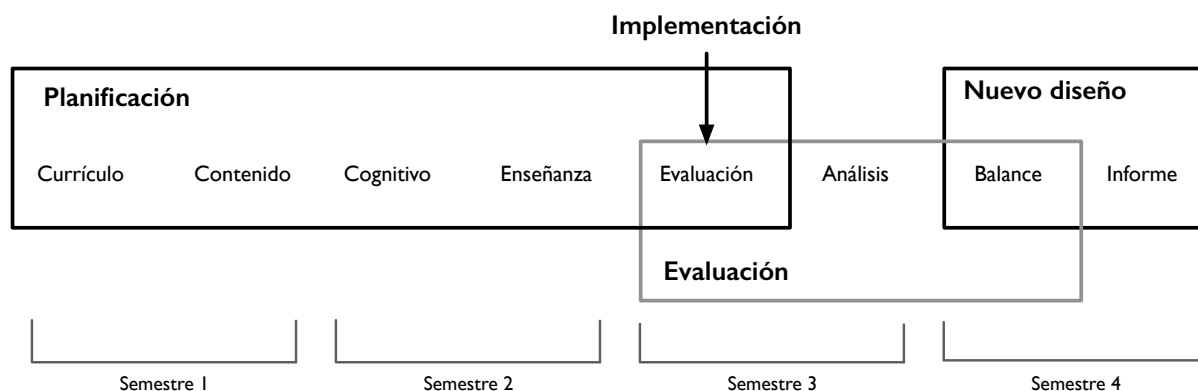 Implementación
Planificación
Nuevo diseño
Currículo Contenido Cognitivo Enseñanza Evaluación Análisis Balance Informe
Evaluación
Semestre 1 Semestre 2 Semestre 3 Semestre 4